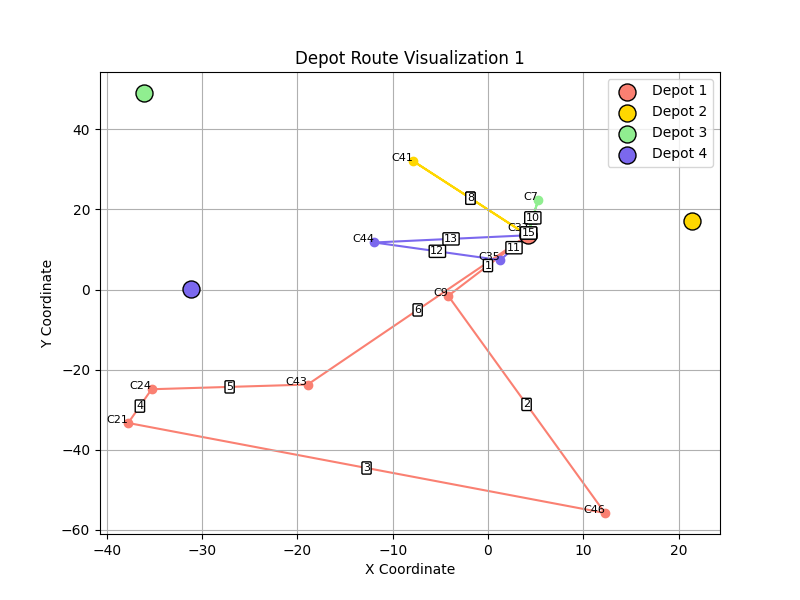 Depot Route Visualization 1
Depot 1
Depot 2
Depot 3
Depot 4
Y Coordinate
40
20
0
−20
−40
−60
C41
8
C7
10
15
C44
13
12
11
C35
1
C9
6
C24
5
C43
4
C21
2
3
C46
−40
−30
−20
−10
0
10
20
X Coordinate